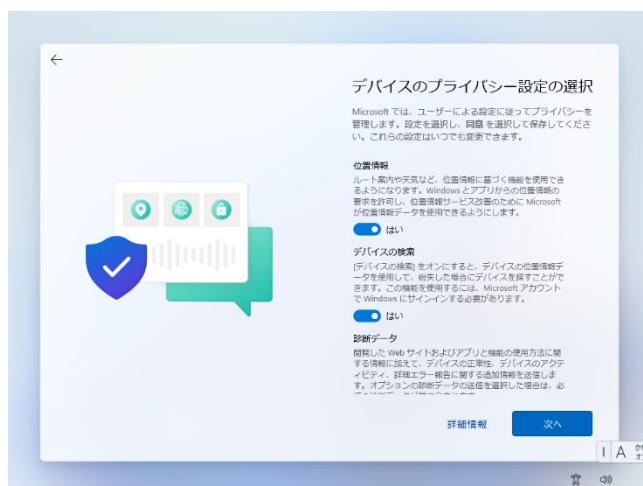 デバイスのプライバシー設定の選択
Microsoft では、ユーザーによる設定に従ってプライバシーを
管理します。設定を選択し、同意 を選択して保存してくださ
い。これらの設定はいつでも変更できます。
位置情報
ルート案内や天気など、位置情報に基づく機能を使用でき
るようになります。Windows とアプリからの位置情報の
要求を許可し、位置情報サービス改善のために Microsoft
が位置情報データを使用できるようにします。
はい
デバイスの検索
[デバイスの検索] をオンにすると、デバイスの位置情報デ
ータを使用して、紛失した場合にデバイスを探すことがで
きます。この機能を使用するには、Microsoft アカウント
で Windows にサインインする必要があります。
はい
診断データ
閲覧した Web サイトおよびアプリと機能の使用方法に関
する情報に加えて、デバイスの正常性、デバイスのアクテ
ィビティ、詳細エラー報告に関する追加情報を送信しま
す。オプションの診断データの送信を選択した場合は、必
詳細情報
次へ
A